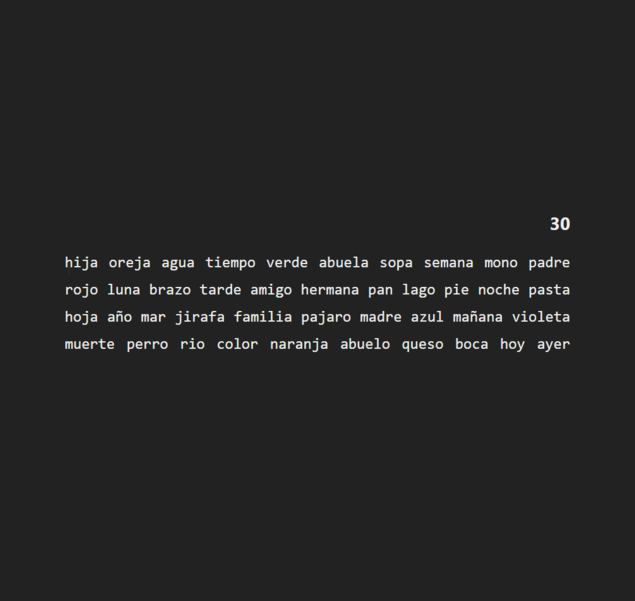 30
hija oreja agua tiempo verde abuela sopa semana mono padre
rojo luna brazo tarde amigo hermana pan lago pie noche pasta
hoja año mar jirafa familia pajaro madre azul mañana violeta
muerte perro rio color naranja abuelo queso boca hoy ayer